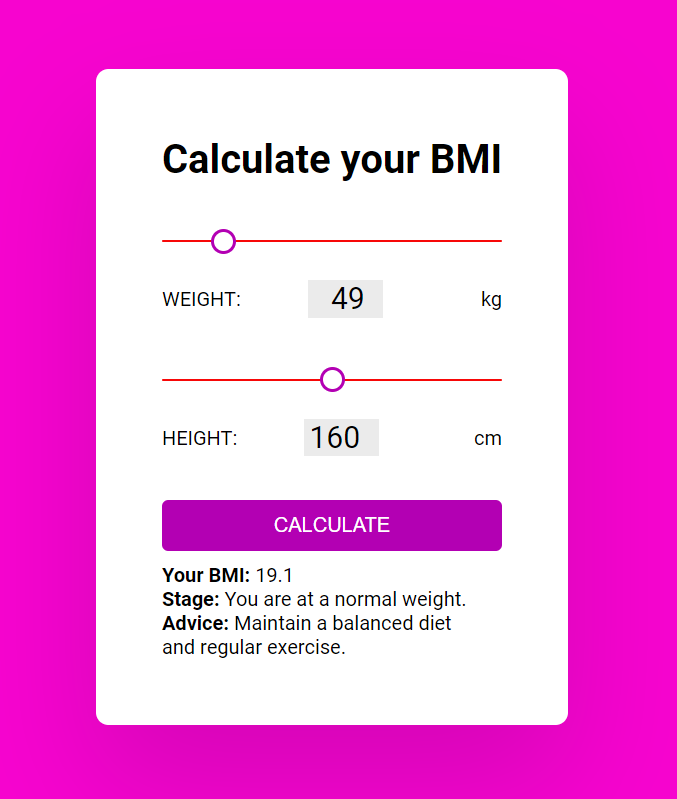 Calculate your BMI
WEIGHT: 49 kg
HEIGHT: 160 cm
CALCULATE
Your BMI: 19.1
Stage: You are at a normal weight.
Advice: Maintain a balanced diet
and regular exercise.